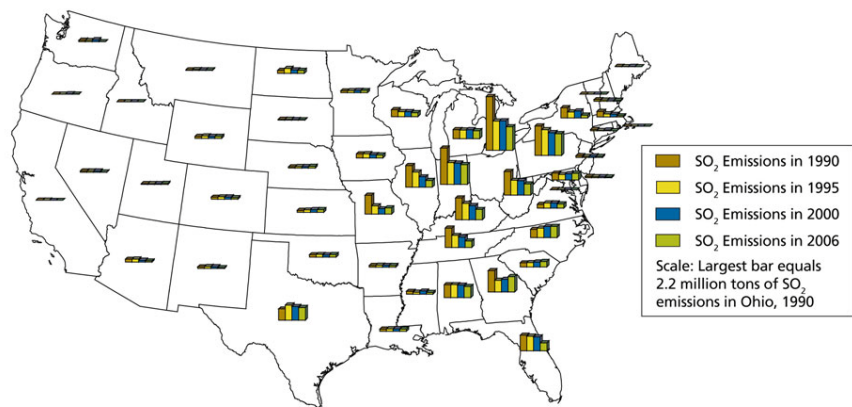 SO₂ Emissions in 1990
SO₂ Emissions in 1995
SO₂ Emissions in 2000
SO₂ Emissions in 2006
Scale: Largest bar equals
2.2 million tons of SO₂
emissions in Ohio, 1990